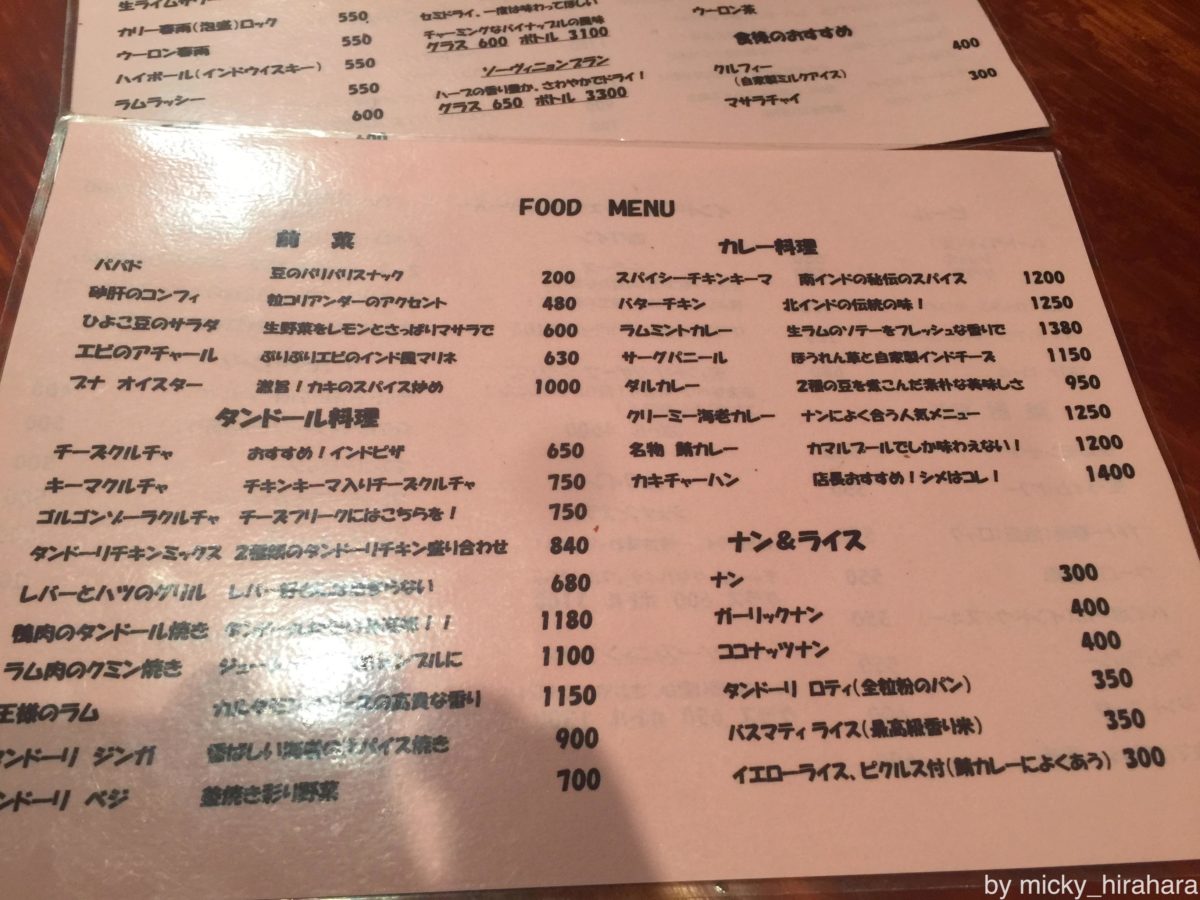 生ライムサワー
カリー春雨(泡盛)ロック 550
ウーロン春雨 550
ハイボール(インドウイスキー) 550
ラムラッシー 550
600
セミドライ、一度は味わってほしい
チャーミングなパイナップルの風味
グラス 600 ボトル 3100
ソーヴィニョンブラン
ハーブの香り豊か、さわやかでドライ!
グラス 650 ボトル 3300
ウーロン茶
食後のおすすめ
クルフィー 400
(自家製ミルクアイス)
マサラチャイ 300
FOOD MENU
前 菜
パパド 豆のパリパリスナック 200
砂肝のコンフィ 粒コリアンダーのアクセント 480
ひよこ豆のサラダ 生野菜をレモンとさっぱりマサラで 600
エビのアチャール ぷりぷりエビのインド風マリネ 630
ブナ オイスター 激旨!カキのスパイス炒め 1000
タンドール料理
チーズクルチャ おすすめ!インドピザ 650
キーマクルチャ チキンキーマ入りチーズクルチャ 750
ゴルゴンゾーラクルチャ チーズフリークにはこちらを! 750
タンドーリチキンミックス 2種類のタンドーリチキン盛り合わせ 840
レバーとハツのグリル レバー好きにはたまらない 680
鴨肉のタンドール焼き 1180
ラム肉のクミン焼き 1100
王様のラム 1150
タンドーリ ジンガ 香ばしい海老のスパイス焼き 900
ンドーリ ベジ 釜焼き彩り野菜 700
カレー料理
スパイシーチキンキーマ 南インドの秘伝のスパイス 1200
バターチキン 北インドの伝統の味! 1250
ラムミントカレー 生ラムのソテーをフレッシュな香りで 1380
サーグパニール ほうれん草と自家製インドチーズ 1150
ダルカレー 2種の豆を煮こんだ素朴な美味しさ 950
クリーミー海老カレー ナンによく合う人気メニュー 1250
名物 鯖カレー カマルプールでしか味わえない! 1200
カキチャーハン 店長おすすめ!シメはコレ! 1400
ナン&ライス
ナン 300
ガーリックナン 400
ココナッツナン 400
タンドーリ ロティ(全粒粉のパン) 350
バスマティ ライス(最高級香り米) 350
イエローライス、ピクルス付(鯖カレーによくあう) 300
by micky_hirahara